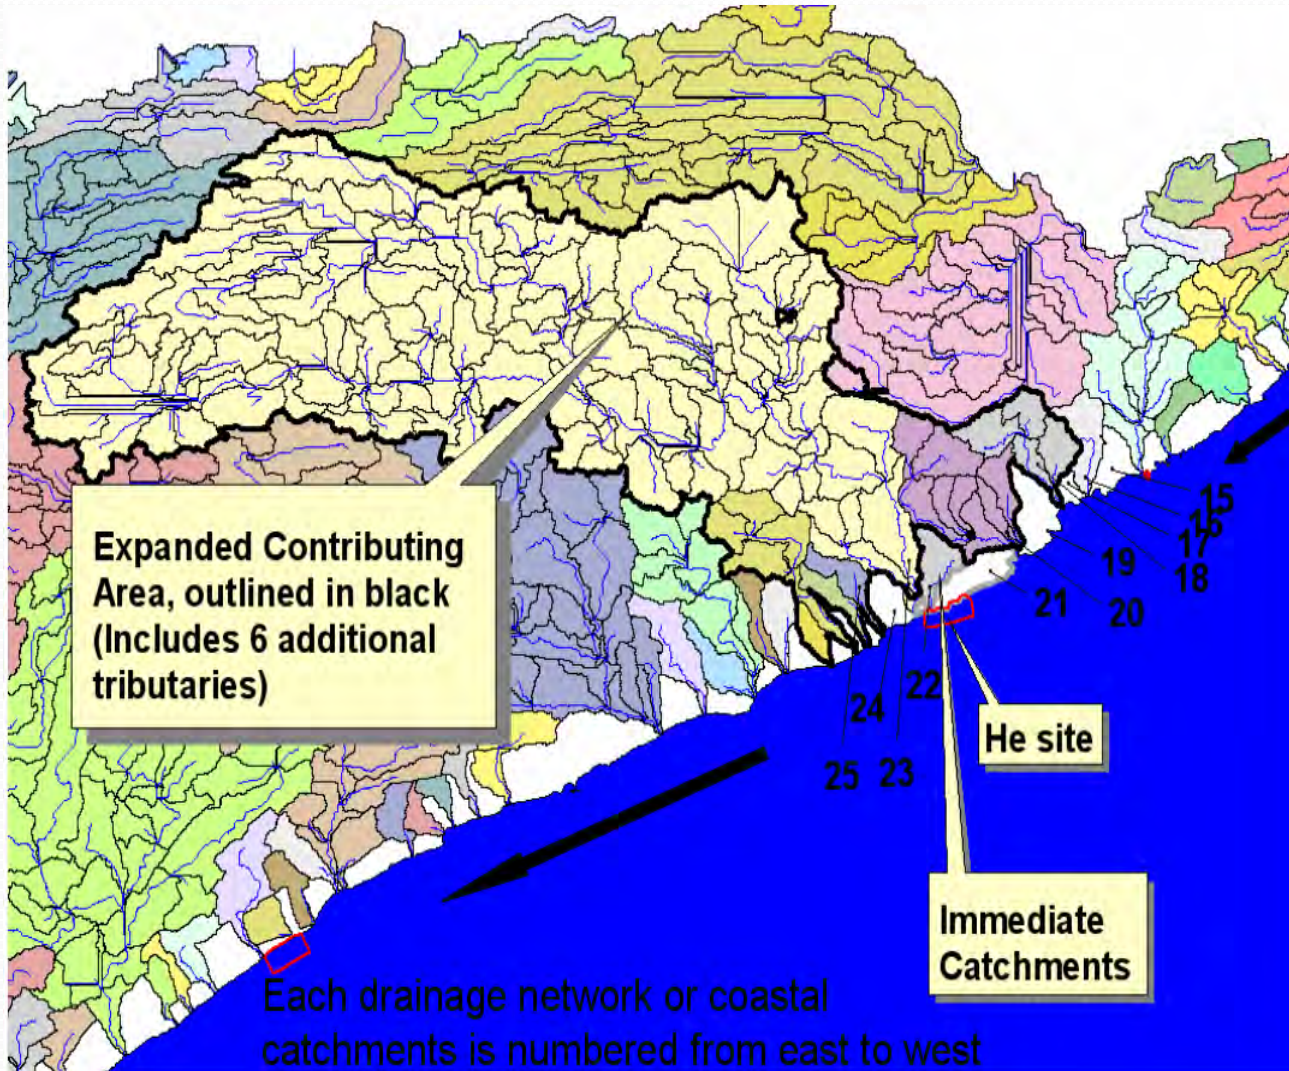 Expanded Contributing
Area, outlined in black
(Includes 6 additional
tributaries)
15
16
17
18
19
20
21
22
23
24
25
He site
Immediate
Catchments
Each drainage network or coastal
catchments is numbered from east to west